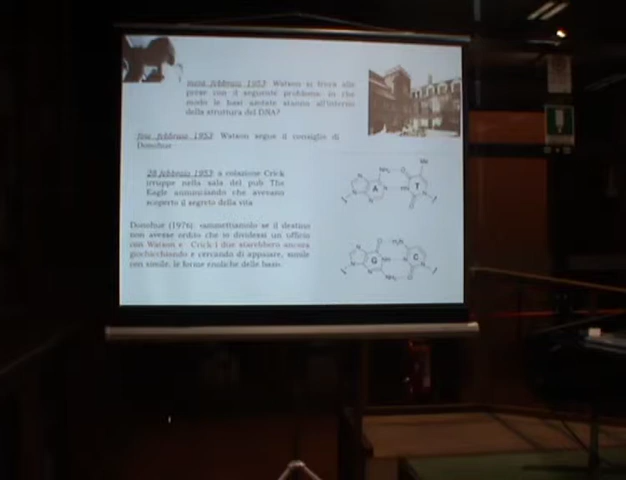 metà febbraio 1953: Watson si trova alle
prese con il seguente problema: in che
modo le basi azotate stanno all'interno
della struttura del DNA?
fine febbraio 1953: Watson segue il consiglio di
Donohue
28 febbraio 1953: a colazione Crick
irruppe nella sala del pub The
Eagle annunciando che avevano
scoperto il segreto della vita
Donohue (1976): ammettiamolo se il destino
non avesse ordito che io dividessi un ufficio
con Watson e Crick i due starebbero ancora
giochicchiando e cercando di appaiare, simile
con simile, le forme enoliche delle basi.
A T
G C